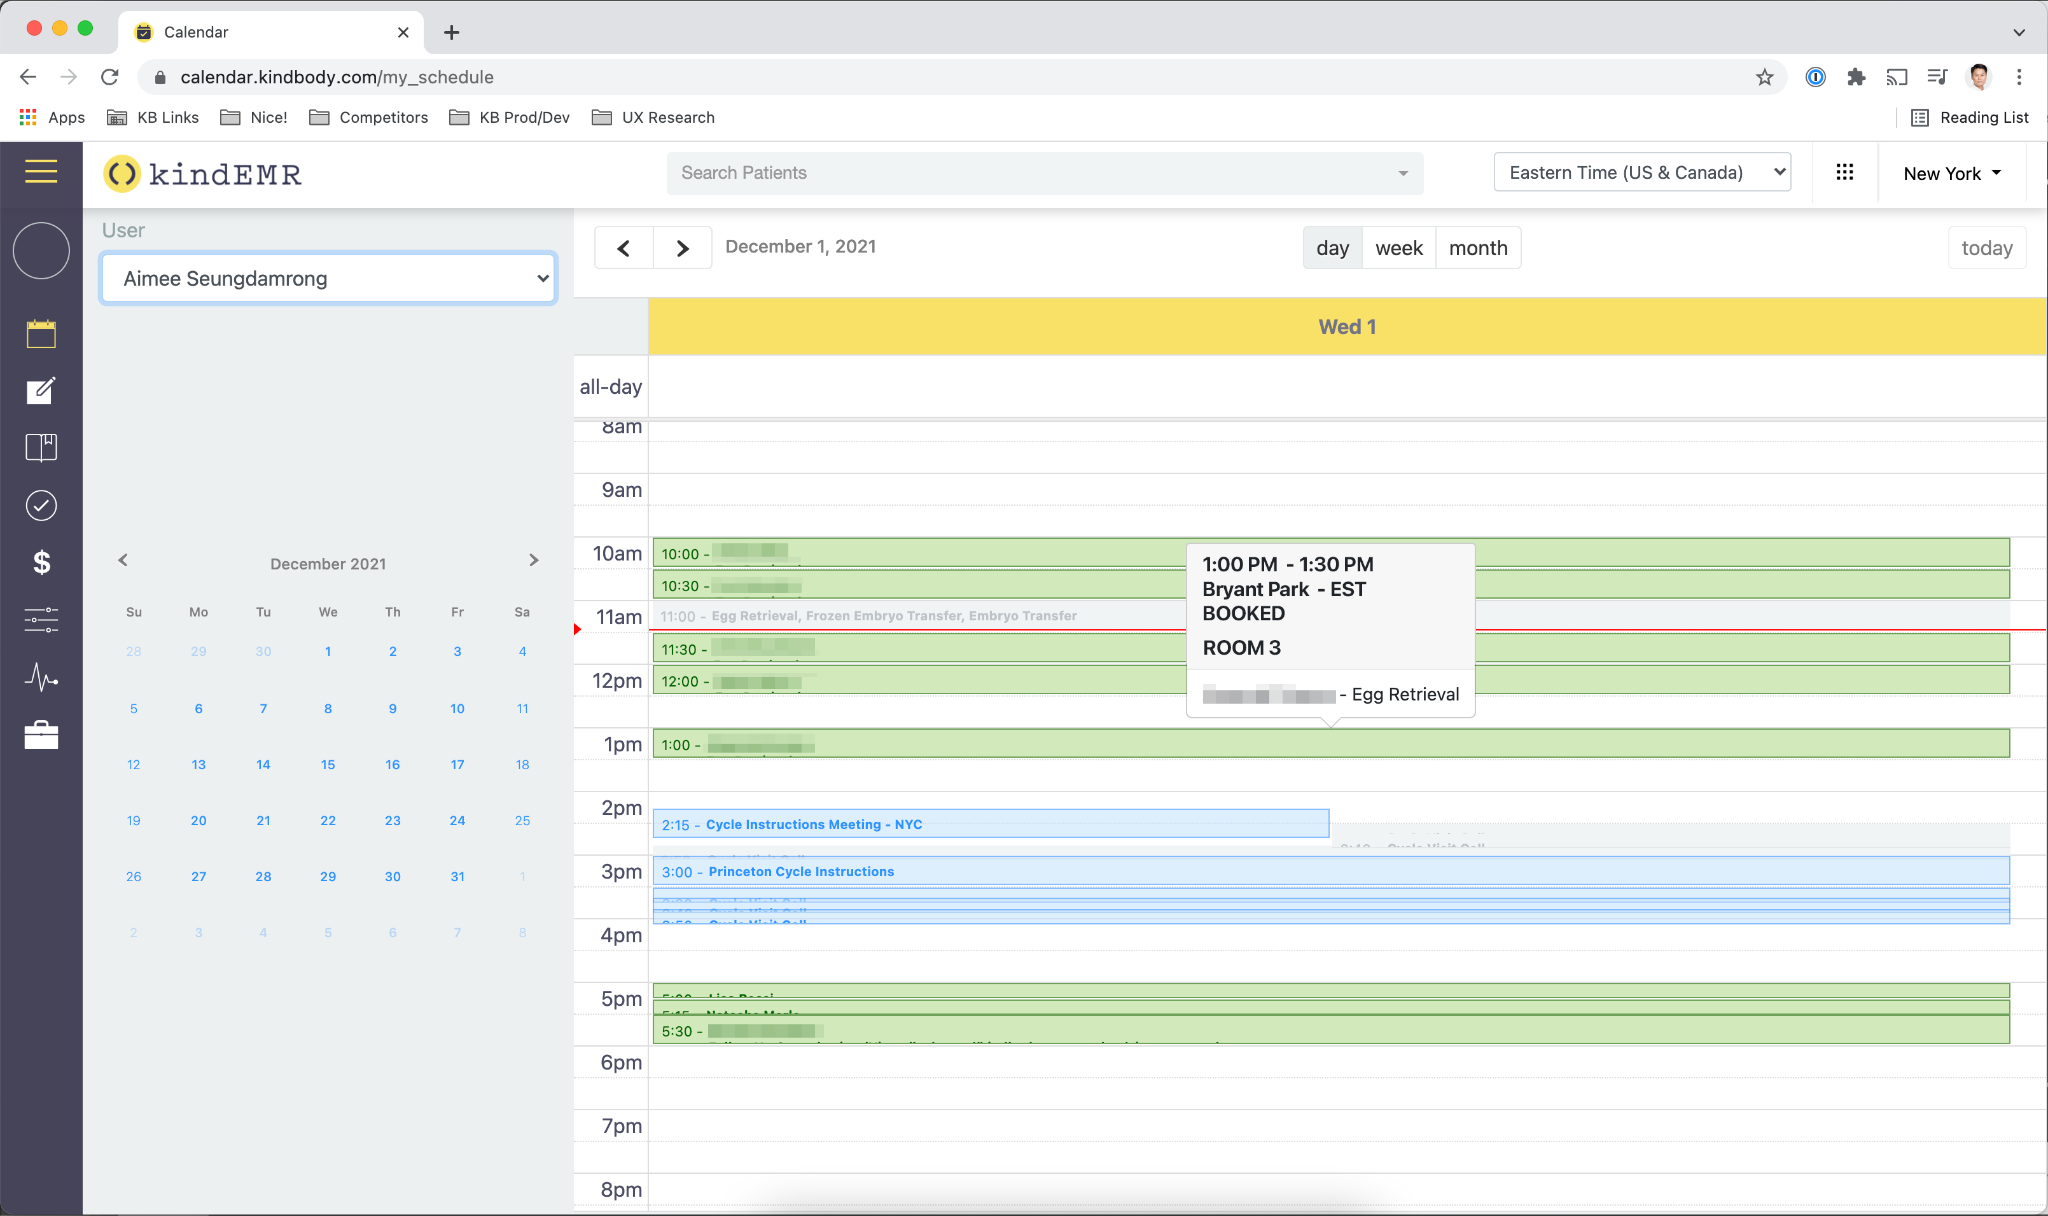 Calendar
calendar.kindbody.com/my_schedule
Apps KB Links Nice! Competitors KB Prod/Dev UX Research Reading List
kindEMR
Search Patients
Eastern Time (US & Canada)
New York
User
Aimee Seungdamrong
December 1, 2021
day week month
today
Wed 1
all-day
8am
9am
10am
10:00 -
10:30 -
11am
11:00 - Egg Retrieval, Frozen Embryo Transfer, Embryo Transfer
11:30 -
12pm
12:00 -
1:00 PM - 1:30 PM
Bryant Park - EST
BOOKED
ROOM 3
- Egg Retrieval
1pm
1:00 -
2pm
2:15 - Cycle Instructions Meeting - NYC
Cycle Visit Call
3pm
3:00 - Princeton Cycle Instructions
4pm
5pm
5:30 -
6pm
7pm
8pm
December 2021
Su Mo Tu We Th Fr Sa
28 29 30 1 2 3 4
5 6 7 8 9 10 11
12 13 14 15 16 17 18
19 20 21 22 23 24 25
26 27 28 29 30 31 1
2 3 4 5 6 7 8